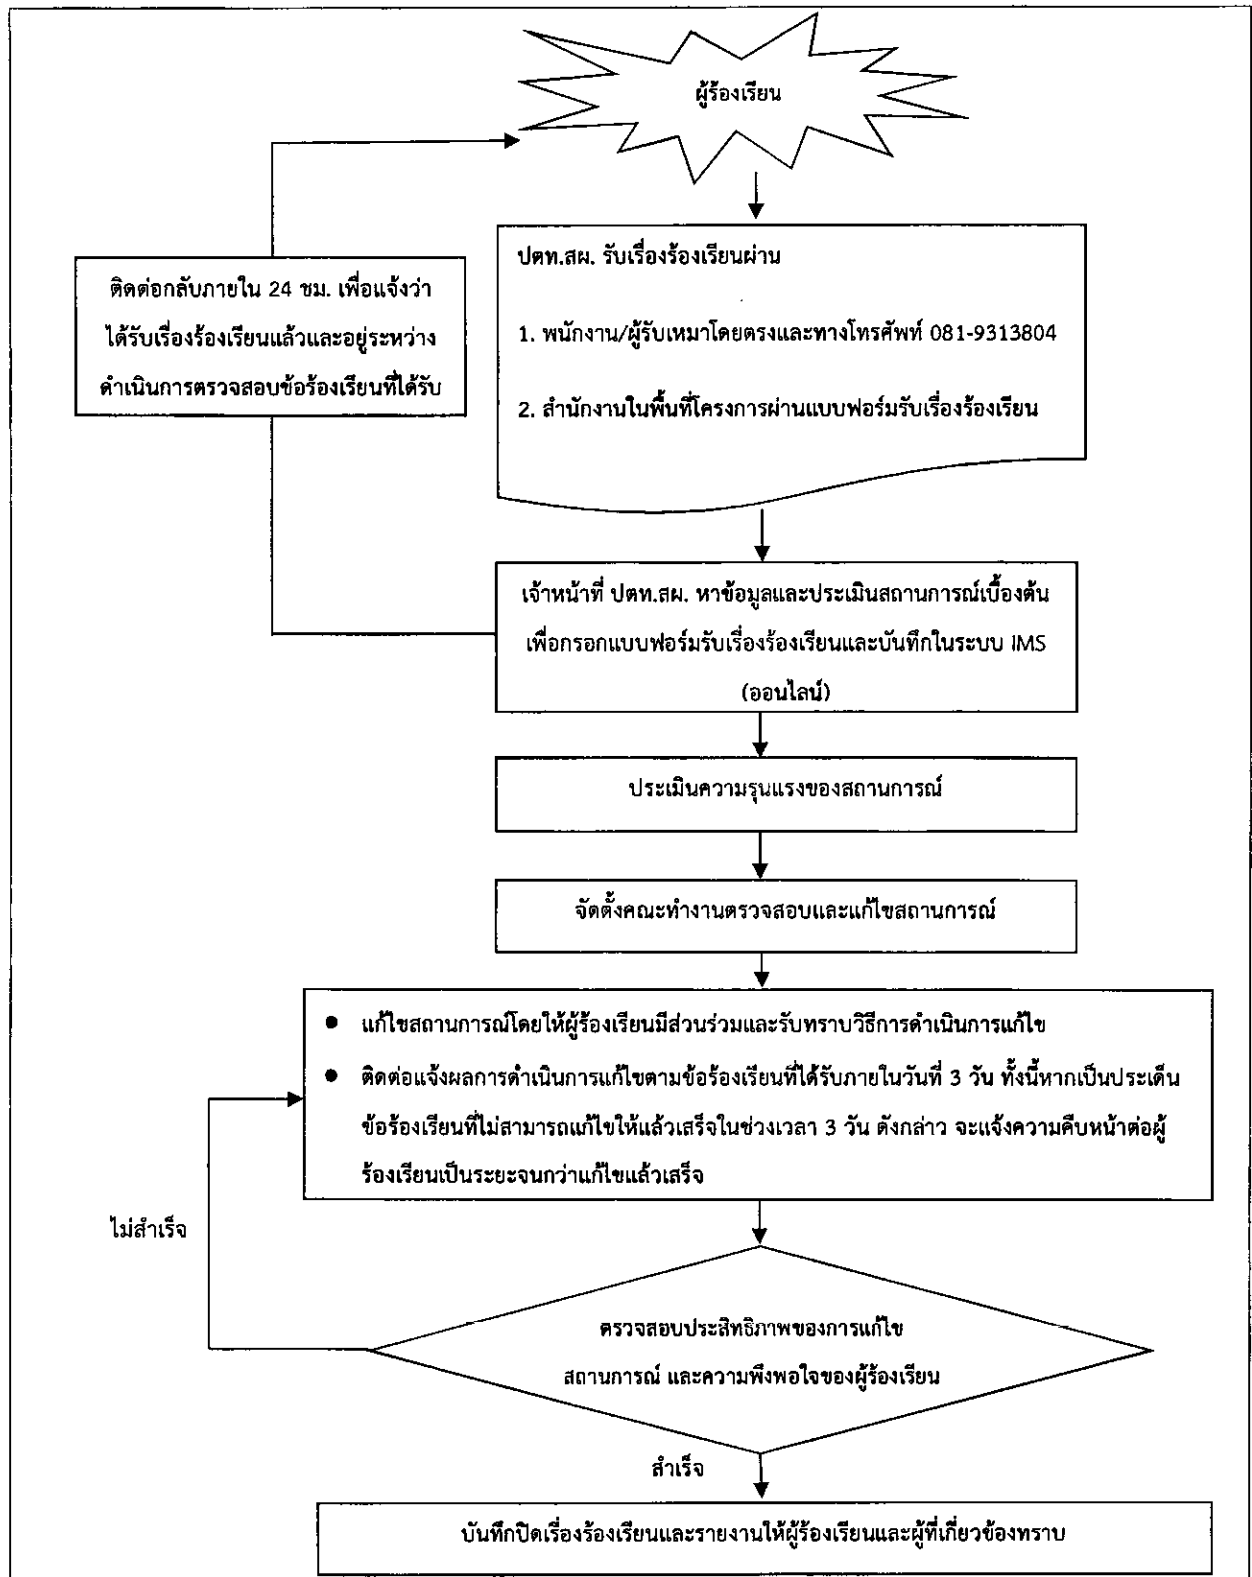 ผู้ร้องเรียน
ปตท.สผ. รับเรื่องร้องเรียนผ่าน
1. พนักงาน/ผู้รับเหมาโดยตรงและทางโทรศัพท์ 081-9313804
2. สำนักงานในพื้นที่โครงการผ่านแบบฟอร์มรับเรื่องร้องเรียน
ติดต่อกลับภายใน 24 ชม. เพื่อแจ้งว่า
ได้รับเรื่องร้องเรียนแล้วและอยู่ระหว่าง
ดำเนินการตรวจสอบข้อร้องเรียนที่ได้รับ
เจ้าหน้าที่ ปตท.สผ. หาข้อมูลและประเมินสถานการณ์เบื้องต้น
เพื่อกรอกแบบฟอร์มรับเรื่องร้องเรียนและบันทึกในระบบ IMS
(ออนไลน์)
ประเมินความรุนแรงของสถานการณ์
จัดตั้งคณะทำงานตรวจสอบและแก้ไขสถานการณ์
● แก้ไขสถานการณ์โดยให้ผู้ร้องเรียนมีส่วนร่วมและรับทราบวิธีการดำเนินการแก้ไข
● ติดต่อแจ้งผลการดำเนินการแก้ไขตามข้อร้องเรียนที่ได้รับภายในวันที่ 3 วัน ทั้งนี้หากเป็นประเด็น
ข้อร้องเรียนที่ไม่สามารถแก้ไขให้แล้วเสร็จในช่วงเวลา 3 วัน ดังกล่าว จะแจ้งความคืบหน้าต่อผู้
ร้องเรียนเป็นระยะจนกว่าแก้ไขแล้วเสร็จ
ไม่สำเร็จ
ตรวจสอบประสิทธิภาพของการแก้ไข
สถานการณ์ และความพึงพอใจของผู้ร้องเรียน
สำเร็จ
บันทึกปิดเรื่องร้องเรียนและรายงานให้ผู้ร้องเรียนและผู้ที่เกี่ยวข้องทราบ